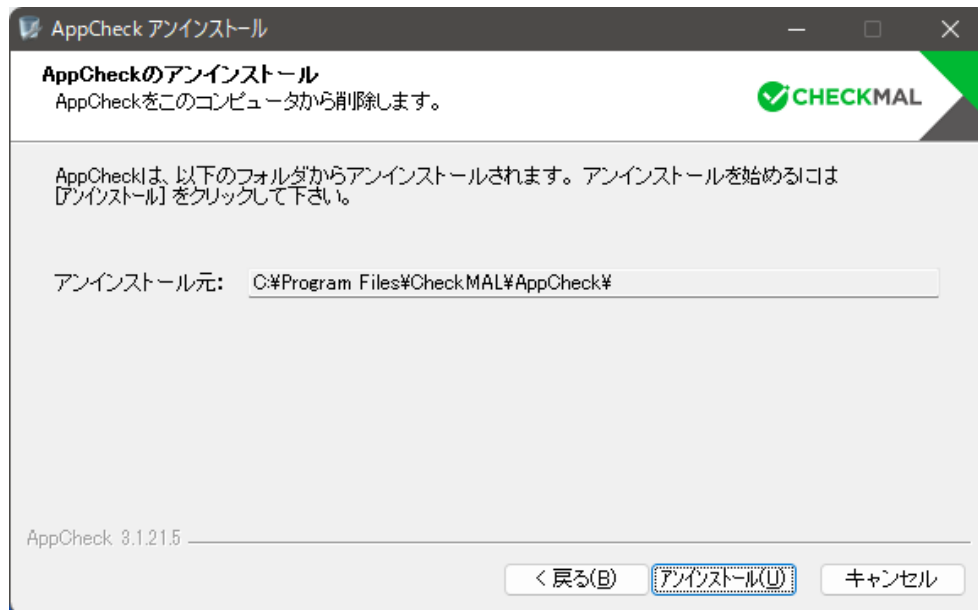 AppCheck アンインストール
AppCheckのアンインストール
AppCheckをこのコンピュータから削除します。
CHECKMAL
AppCheckは、以下のフォルダからアンインストールされます。アンインストールを始めるには
[アンインストール] をクリックして下さい。
アンインストール元: C:¥Program Files¥CheckMAL¥AppCheck¥
AppCheck 3.1.21.5
< 戻る(B) アンインストール(U) キャンセル